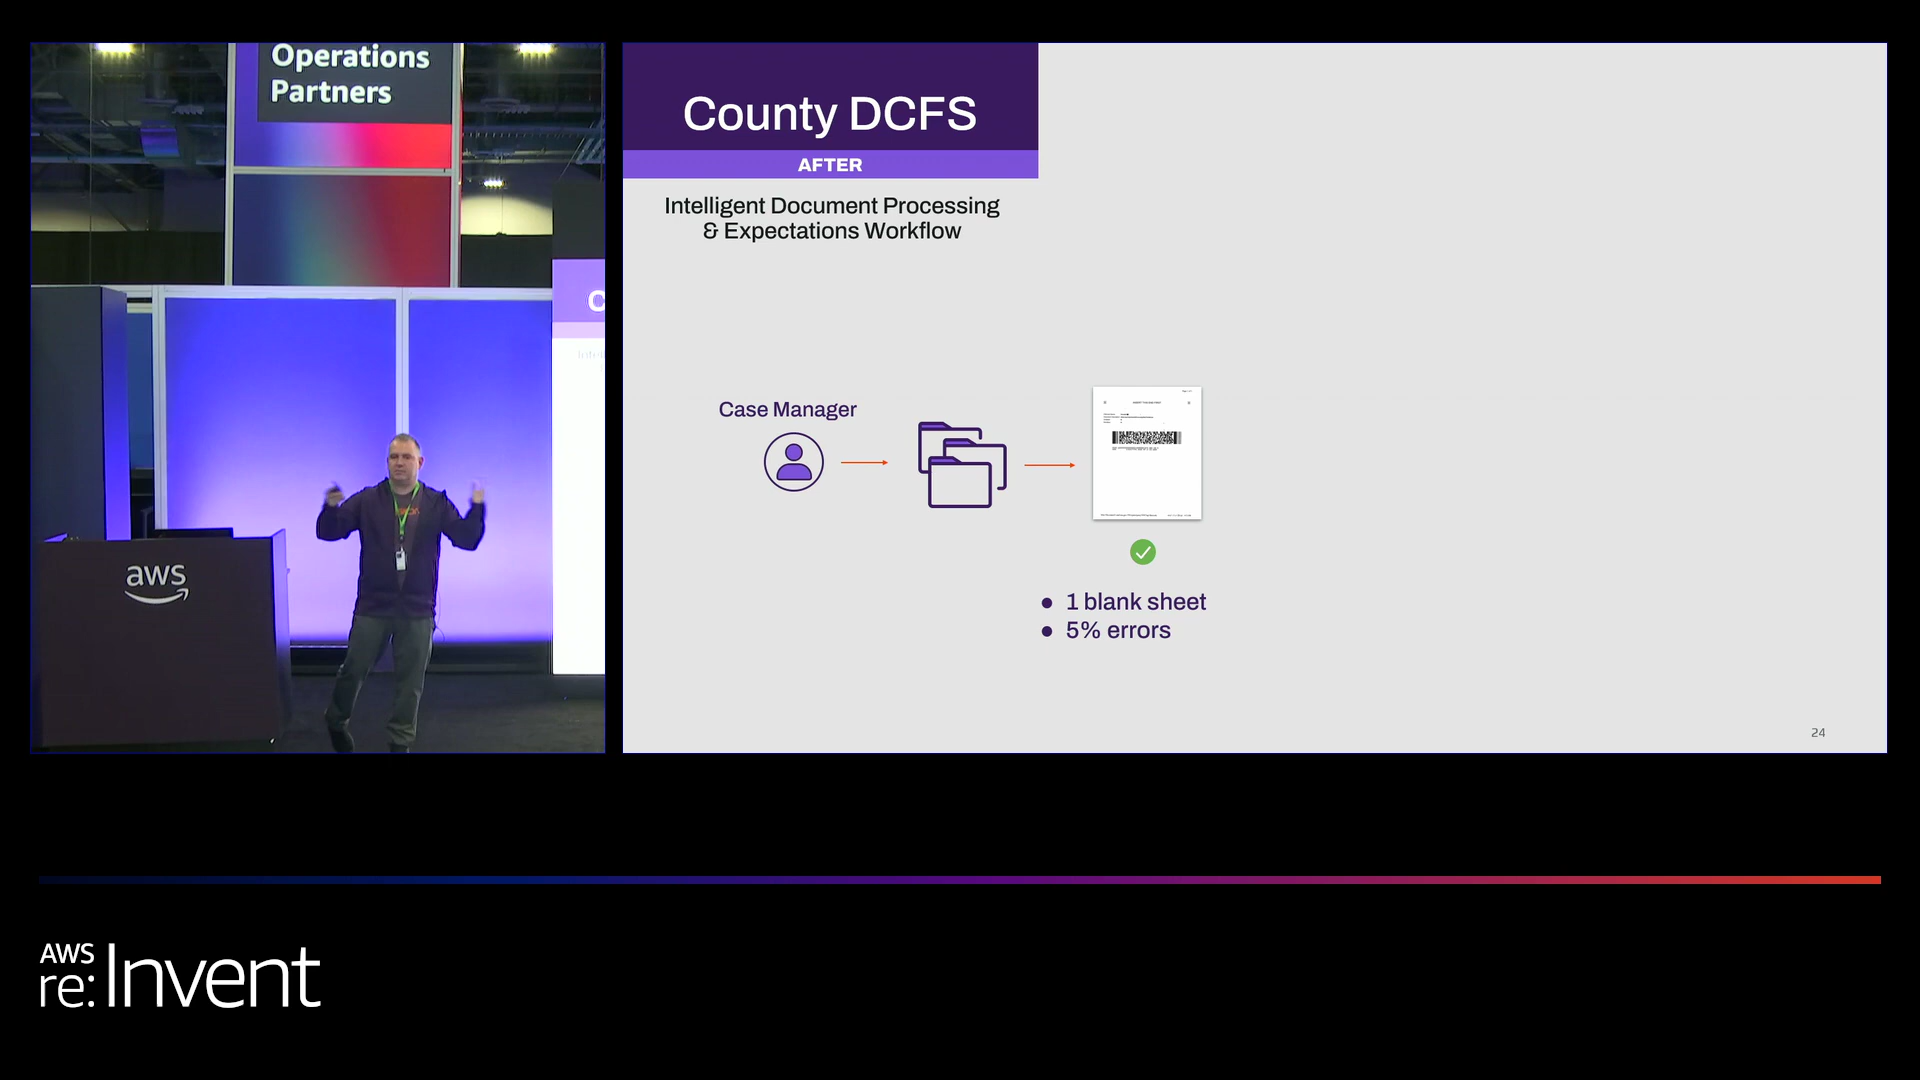 Operations
Partners
aws
C
County DCFS
AFTER
Intelligent Document Processing
& Expectations Workflow
Case Manager
1 blank sheet
5% errors
24
AWS
re:Invent